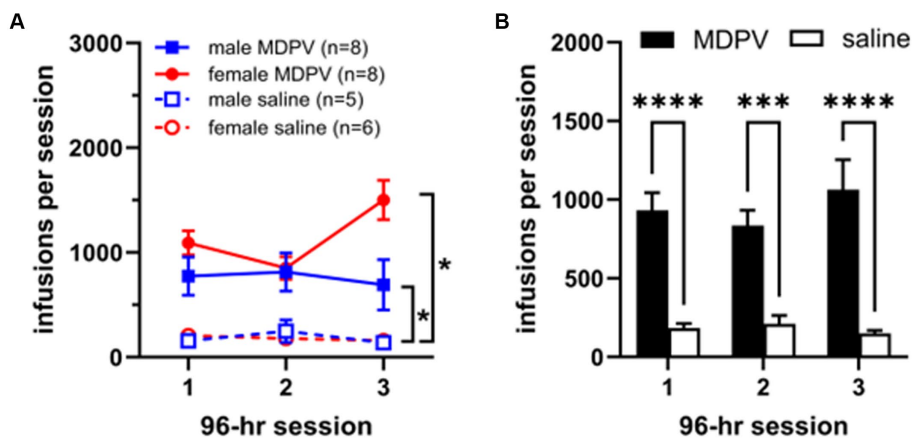 A
3000
2000
1000
0
infusions per session
male MDPV (n=8)
female MDPV (n=8)
male saline (n=5)
female saline (n=6)
*
*
1 2 3
96-hr session
B
2000
1500
1000
500
0
infusions per session
MDPV saline
**** *** ****
1 2 3
96-hr session